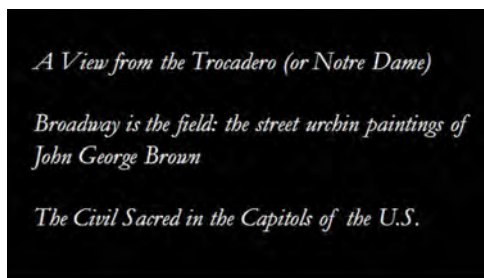 A View from the Trocadero (or Notre Dame)
Broadway is the field: the street urchin paintings of
John George Brown
The Civil Sacred in the Capitols of the U.S.